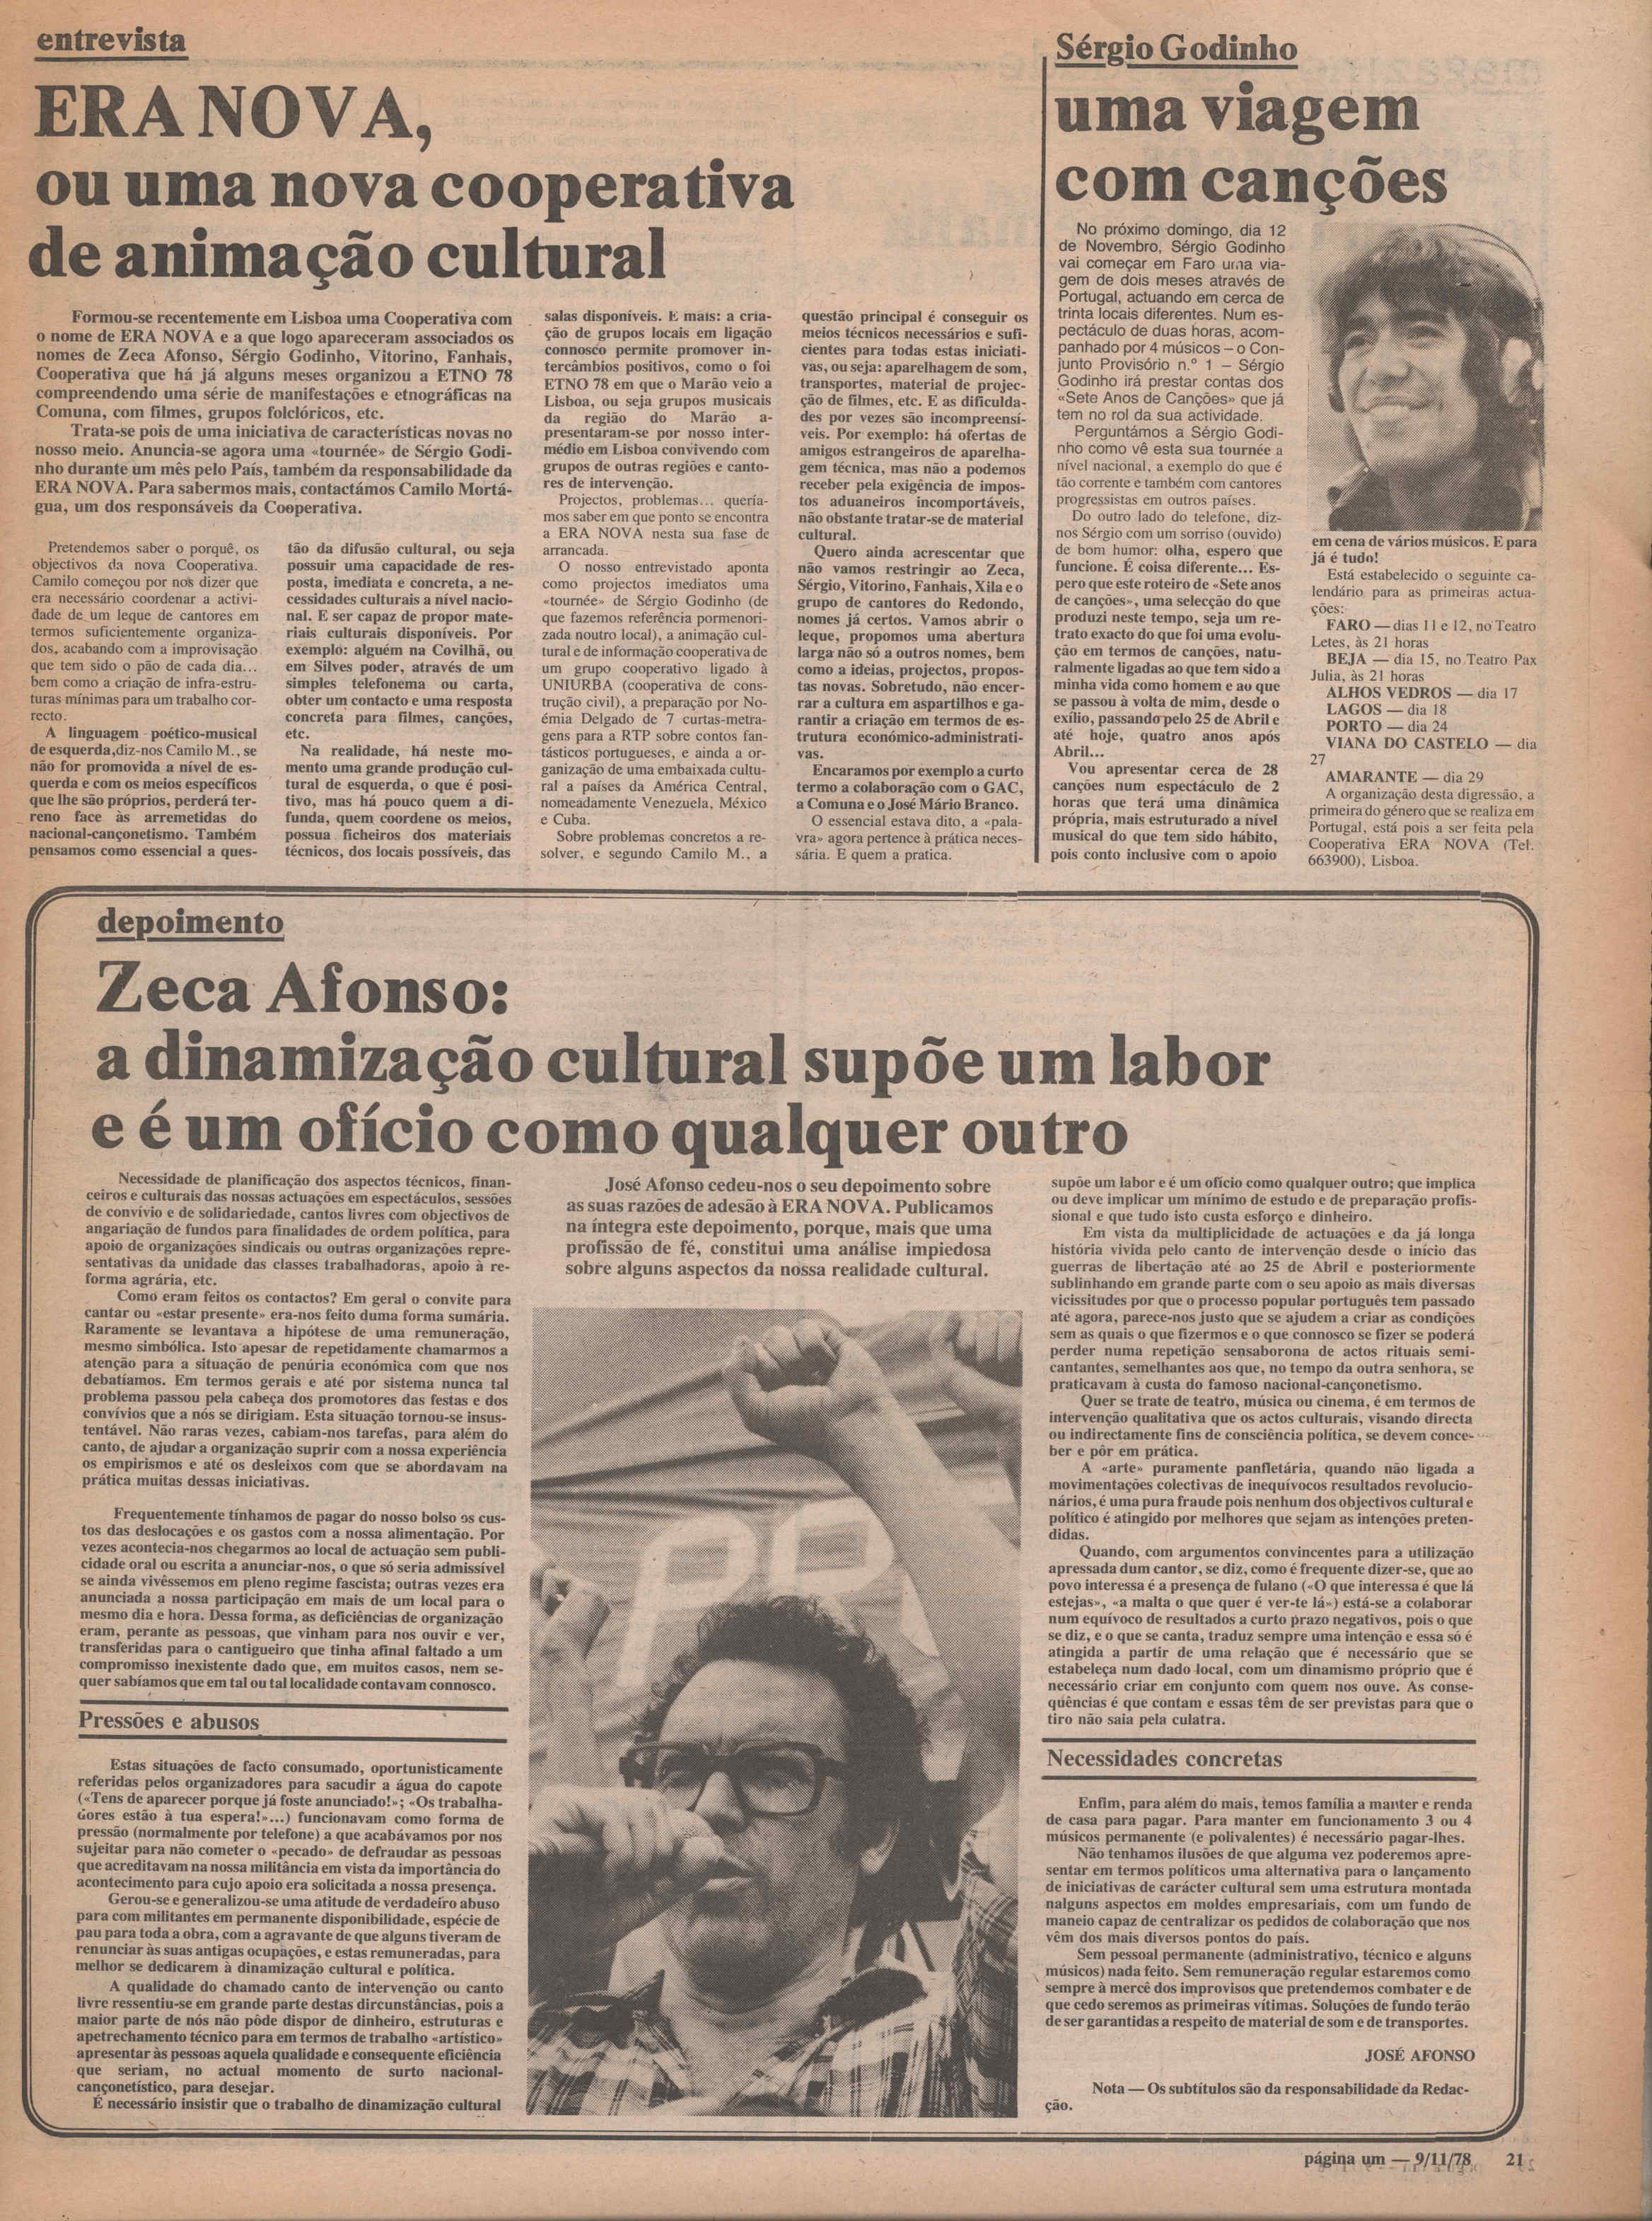 entrevista
ERA NOVA,
ou uma nova cooperativa
de animação cultural
Formou-se recentemente em Lisboa uma Cooperativa com
o nome de ERA NOVA e a que logo apareceram associados os
nomes de Zeca Afonso, Sérgio Godinho, Vitorino, Fanhais,
Cooperativa que há já alguns meses organizou a ETNO 78
compreendendo uma série de manifestações e etnográficas na
Comuna, com filmes, grupos folclóricos, etc.
Trata-se pois de uma iniciativa de características novas no
nosso meio. Anuncia-se agora uma «tournée» de Sérgio Godi-
nho durante um mês pelo País, também da responsabilidade da
ERA NOVA. Para sabermos mais, contactámos Camilo Mortá-
gua, um dos responsáveis da Cooperativa.
Pretendemos saber o porquê, os
objectivos da nova Cooperativa.
Camilo começou por nos dizer que
era necessário coordenar a activi-
dade de um leque de cantores em
termos suficientemente organiza-
dos, acabando com a improvisação
que tem sido o pão de cada dia...
bem como a criação de infra-estru-
turas mínimas para um trabalho cor-
recto.
A linguagem poético-musical
de esquerda, diz-nos Camilo M., se
não for promovida a nível de es-
querda e com os meios específicos
que lhe são próprios, perderá ter-
reno face às arremetidas do
nacional-cançonetismo. Também
pensamos como essencial a ques-
tão da difusão cultural, ou seja
possuir uma capacidade de res-
posta, imediata e concreta, a ne-
cessidades culturais a nível nacio-
nal. E ser capaz de propor mate-
riais culturais disponíveis. Por
exemplo: alguém na Covilhã, ou
em Silves poder, através de um
simples telefonema ou carta,
obter um contacto e uma resposta
concreta para filmes, canções,
etc.
Na realidade, há neste mo-
mento uma grande produção cul-
tural de esquerda, o que é posi-
tivo, mas há pouco quem a di-
funda, quem coordene os meios,
possua ficheiros dos materiais
técnicos, dos locais possíveis, das
salas disponíveis. E mais: a cria-
ção de grupos locais em ligação
connosco permite promover in-
tercâmbios positivos, como o foi
ETNO 78 em que o Marão veio a
Lisboa, ou seja grupos musicais
da região do Marão a-
presentaram-se por nosso inter-
médio em Lisboa convivendo com
grupos de outras regiões e canto-
res de intervenção.
Projectos, problemas... quería-
mos saber em que ponto se encontra
a ERA NOVA nesta sua fase de
arrancada.
O nosso entrevistado aponta
como projectos imediatos uma
«tournée» de Sérgio Godinho (de
que fazemos referência pormenori-
zada noutro local), a animação cul-
tural e de informação cooperativa de
um grupo cooperativo ligado à
UNIURBA (cooperativa de cons-
trução civil), a preparação por No-
émia Delgado de 7 curtas-metra-
gens para a RTP sobre contos fan-
tásticos portugueses, e ainda a or-
ganização de uma embaixada cultu-
ral a países da América Central,
nomeadamente Venezuela, México
e Cuba.
Sobre problemas concretos a re-
solver, e segundo Camilo M., a
questão principal é conseguir os
meios técnicos necessários e sufi-
cientes para todas estas iniciati-
vas, ou seja: aparelhagem de som,
transportes, material de projec-
ção de filmes, etc. E as dificulda-
des por vezes são incompreensí-
veis. Por exemplo: há ofertas de
amigos estrangeiros de aparelha-
gem técnica, mas não a podemos
receber pela exigência de impos-
tos aduaneiros incomportáveis,
não obstante tratar-se de material
cultural.
Quero ainda acrescentar que
não vamos restringir ao Zeca,
Sérgio, Vitorino, Fanhais, Xila e o
grupo de cantores do Redondo,
nomes já certos. Vamos abrir o
leque, propomos uma abertura
larga não só a outros nomes, bem
como a ideias, projectos, propos-
tas novas. Sobretudo, não encer-
rar a cultura em aspartilhos e ga-
rantir a criação em termos de es-
trutura económico-administrati-
vas.
Encaramos por exemplo a curto
termo a colaboração com o GAC,
a Comuna e o José Mário Branco.
O essencial estava dito, a «pala-
vra» agora pertence à prática neces-
sária. E quem a pratica.
Sérgio Godinho
uma viagem
com canções
No próximo domingo, dia 12
de Novembro, Sérgio Godinho
vai começar em Faro uma via-
gem de dois meses através de
Portugal, actuando em cerca de
trinta locais diferentes. Num es-
pectáculo de duas horas, acom-
panhado por 4 músicos – o Con-
junto Provisório n.º 1 – Sérgio
Godinho irá prestar contas dos
«Sete Anos de Canções» que já
tem no rol da sua actividade.
Perguntámos a Sérgio Godi-
nho como vê esta sua tournée a
nível nacional, a exemplo do que é
tão corrente e também com cantores
progressistas em outros países.
Do outro lado do telefone, diz-
nos Sérgio com um sorriso (ouvido)
de bom humor: olha, espero que
funcione. É coisa diferente... Es-
pero que este roteiro de «Sete anos
de canções», uma selecção do que
produzi neste tempo, seja um re-
trato exacto do que foi uma evolu-
ção em termos de canções, natu-
ralmente ligadas ao que tem sido a
minha vida como homem e ao que
se passou à volta de mim, desde o
exílio, passando pelo 25 de Abril e
até hoje, quatro anos após
Abril...
Vou apresentar cerca de 28
canções num espectáculo de 2
horas que terá uma dinâmica
própria, mais estruturado a nível
musical do que tem sido hábito,
pois conto inclusive com o apoio
em cena de vários músicos. E para
já é tudo!
Está estabelecido o seguinte ca-
lendário para as primeiras actua-
ções:
FARO — dias 11 e 12, no Teatro
Letes, às 21 horas
BEJA — dia 15, no Teatro Pax
Julia, às 21 horas
ALHOS VEDROS — dia 17
LAGOS — dia 18
PORTO — dia 24
VIANA DO CASTELO — dia
27
AMARANTE — dia 29
A organização desta digressão, a
primeira do género que se realiza em
Portugal, está pois a ser feita pela
Cooperativa ERA NOVA (Tel.
663900), Lisboa.
depoimento
Zeca Afonso:
a dinamização cultural supõe um labor
e é um ofício como qualquer outro
Necessidade de planificação dos aspectos técnicos, finan-
ceiros e culturais das nossas actuações em espectáculos, sessões
de convívio e de solidariedade, cantos livres com objectivos de
angariação de fundos para finalidades de ordem política, para
apoio de organizações sindicais ou outras organizações repre-
sentativas da unidade das classes trabalhadoras, apoio à re-
forma agrária, etc.
Como eram feitos os contactos? Em geral o convite para
cantar ou «estar presente» era-nos feito duma forma sumária.
Raramente se levantava a hipótese de uma remuneração,
mesmo simbólica. Isto apesar de repetidamente chamarmos a
atenção para a situação de penúria económica com que nos
debatíamos. Em termos gerais e até por sistema nunca tal
problema passou pela cabeça dos promotores das festas e dos
convívios que a nós se dirigiam. Esta situação tornou-se insus-
tentável. Não raras vezes, cabiam-nos tarefas, para além do
canto, de ajudar a organização suprir com a nossa experiência
os empirismos e até os desleixos com que se abordavam na
prática muitas dessas iniciativas.
Frequentemente tínhamos de pagar do nosso bolso os cus-
tos das deslocações e os gastos com a nossa alimentação. Por
vezes acontecia-nos chegarmos ao local de actuação sem publi-
cidade oral ou escrita a anunciar-nos, o que só seria admissível
se ainda vivêssemos em pleno regime fascista; outras vezes era
anunciada a nossa participação em mais de um local para o
mesmo dia e hora. Dessa forma, as deficiências de organização
eram, perante as pessoas, que vinham para nos ouvir e ver,
transferidas para o cantigueiro que tinha afinal faltado a um
compromisso inexistente dado que, em muitos casos, nem se-
quer sabíamos que em tal ou tal localidade contavam connosco.
Pressões e abusos
Estas situações de facto consumado, oportunisticamente
referidas pelos organizadores para sacudir a água do capote
(«Tens de aparecer porque já foste anunciado!»; «Os trabalha-
dores estão à tua espera!»...) funcionavam como forma de
pressão (normalmente por telefone) a que acabávamos por nos
sujeitar para não cometer o «pecado» de defraudar as pessoas
que acreditavam na nossa militância em vista da importância do
acontecimento para cujo apoio era solicitada a nossa presença.
Gerou-se e generalizou-se uma atitude de verdadeiro abuso
para com militantes em permanente disponibilidade, espécie de
pau para toda a obra, com a agravante de que alguns tiveram de
renunciar às suas antigas ocupações, e estas remuneradas, para
melhor se dedicarem à dinamização cultural e política.
A qualidade do chamado canto de intervenção ou canto
livre ressentiu-se em grande parte destas dircunstâncias, pois a
maior parte de nós não pôde dispor de dinheiro, estruturas e
apetrechamento técnico para em termos de trabalho «artístico»
apresentar às pessoas aquela qualidade e consequente eficiência
que seriam, no actual momento de surto nacional-
cançonetístico, para desejar.
É necessário insistir que o trabalho de dinamização cultural
José Afonso cedeu-nos o seu depoimento sobre
as suas razões de adesão à ERA NOVA. Publicamos
na íntegra este depoimento, porque, mais que uma
profissão de fé, constitui uma análise impiedosa
sobre alguns aspectos da nossa realidade cultural.
supõe um labor e é um ofício como qualquer outro; que implica
ou deve implicar um mínimo de estudo e de preparação profis-
sional e que tudo isto custa esforço e dinheiro.
Em vista da multiplicidade de actuações e da já longa
história vivida pelo canto de intervenção desde o início das
guerras de libertação até ao 25 de Abril e posteriormente
sublinhando em grande parte com o seu apoio as mais diversas
vicissitudes por que o processo popular português tem passado
até agora, parece-nos justo que se ajudem a criar as condições
sem as quais o que fizermos e o que connosco se fizer se poderá
perder numa repetição sensaborona de actos rituais semi-
cantantes, semelhantes aos que, no tempo da outra senhora, se
praticavam à custa do famoso nacional-cançonetismo.
Quer se trate de teatro, música ou cinema, é em termos de
intervenção qualitativa que os actos culturais, visando directa
ou indirectamente fins de consciência política, se devem conce-
ber e pôr em prática.
A «arte» puramente panfletária, quando não ligada a
movimentações colectivas de inequívocos resultados revolucio-
nários, é uma pura fraude pois nenhum dos objectivos cultural e
político é atingido por melhores que sejam as intenções preten-
didas.
Quando, com argumentos convincentes para a utilização
apressada dum cantor, se diz, como é frequente dizer-se, que ao
povo interessa é a presença de fulano («O que interessa é que lá
estejas», «a malta o que quer é ver-te lá») está-se a colaborar
num equívoco de resultados a curto prazo negativos, pois o que
se diz, e o que se canta, traduz sempre uma intenção e essa só é
atingida a partir de uma relação que é necessário que se
estabeleça num dado local, com um dinamismo próprio que é
necessário criar em conjunto com quem nos ouve. As conse-
quências é que contam e essas têm de ser previstas para que o
tiro não saia pela culatra.
Necessidades concretas
Enfim, para além do mais, temos família a manter e renda
de casa para pagar. Para manter em funcionamento 3 ou 4
músicos permanente (e polivalentes) é necessário pagar-lhes.
Não tenhamos ilusões de que alguma vez poderemos apre-
sentar em termos políticos uma alternativa para o lançamento
de iniciativas de carácter cultural sem uma estrutura montada
nalguns aspectos em moldes empresariais, com um fundo de
maneio capaz de centralizar os pedidos de colaboração que nos
vêm dos mais diversos pontos do país.
Sem pessoal permanente (administrativo, técnico e alguns
músicos) nada feito. Sem remuneração regular estaremos como
sempre à mercê dos improvisos que pretendemos combater e de
que cedo seremos as primeiras vítimas. Soluções de fundo terão
de ser garantidas a respeito de material de som e de transportes.
JOSÉ AFONSO
Nota — Os subtítulos são da responsabilidade da Redac-
ção.
página um — 9/11/78 21